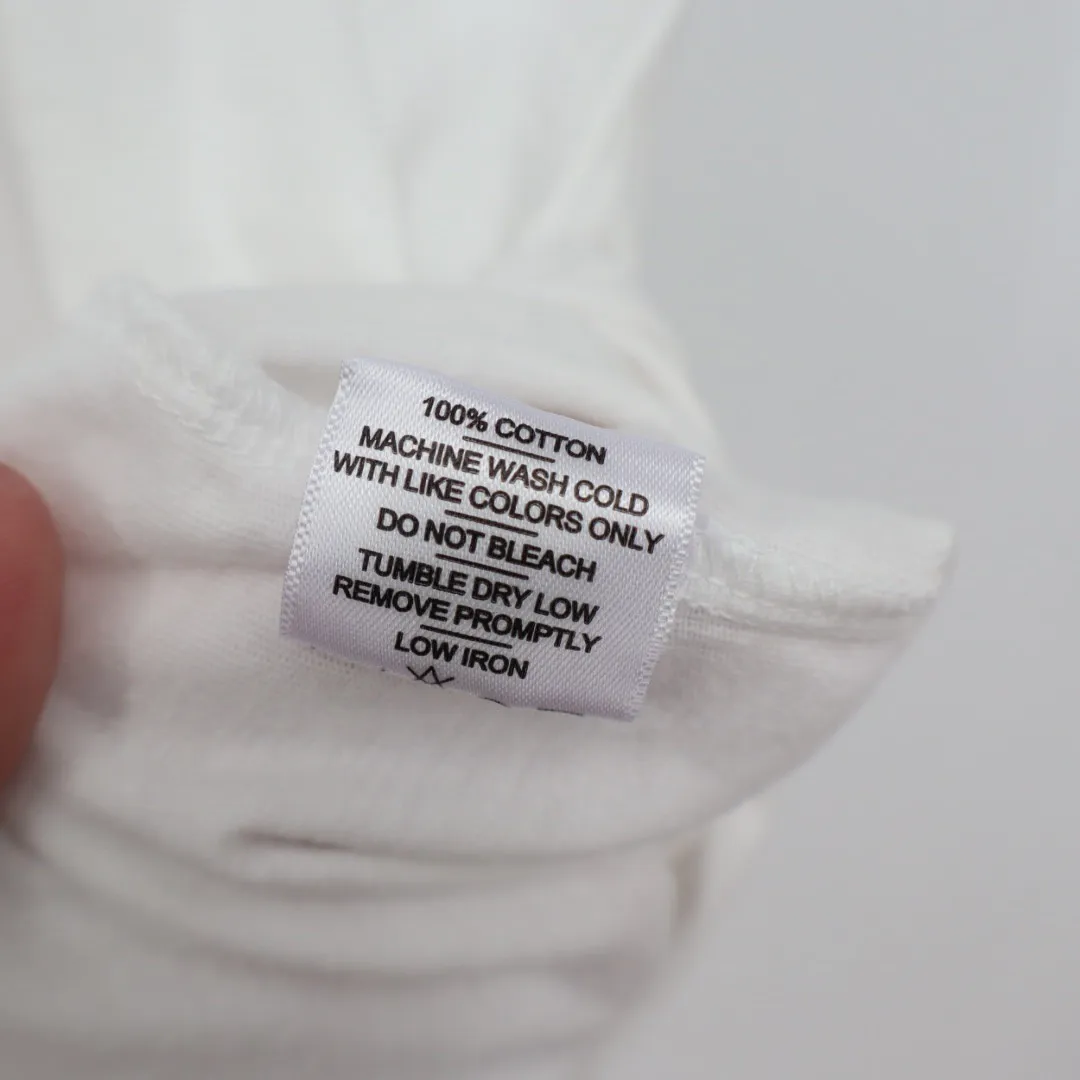 100% COTTON
MACHINE WASH COLD
WITH LIKE COLORS ONLY
DO NOT BLEACH
TUMBLE DRY LOW
REMOVE PROMPTLY
LOW IRON